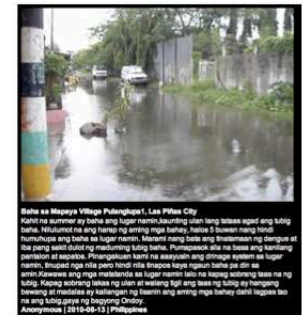 Baha sa Mapaya Village Pulanglupa1, Las Piñas City
Kahit na summer ay baha ang lugar namin,kaunting ulan lang tataas agad ang tubig
baha. Nilulumot na ang harap ng aming mga bahay, halos 5 buwan nang hindi
humuhupa ang baha sa lugar namin. Marami nang bata ang tinatamaan ng dengue at
iba pang sakit dulot ng maduming tubig baha. Pumapasok sila na basa ang kanilang
pantalon at sapatos. Pinangakuan kami na aaayusin ang drinage system sa lugar
namin, tinuped nga nila pero hindi nila tinapos kaya ngaun baha pa din sa
amin.Kawawa ang mga matatanda sa lugar namin lalo na kapag sobrang taas na ng
tubig. Kapag sobrang lakas ng ulan at walang tigil ang taas ng tubig ay hangang
bewang at madalas ay kailangan ng lisanin ang aming mga bahay dahil lagpas tao
na ang tubig,gaya ng bagyong Ondoy.
Anonymous | 2010-06-13 | Philippines